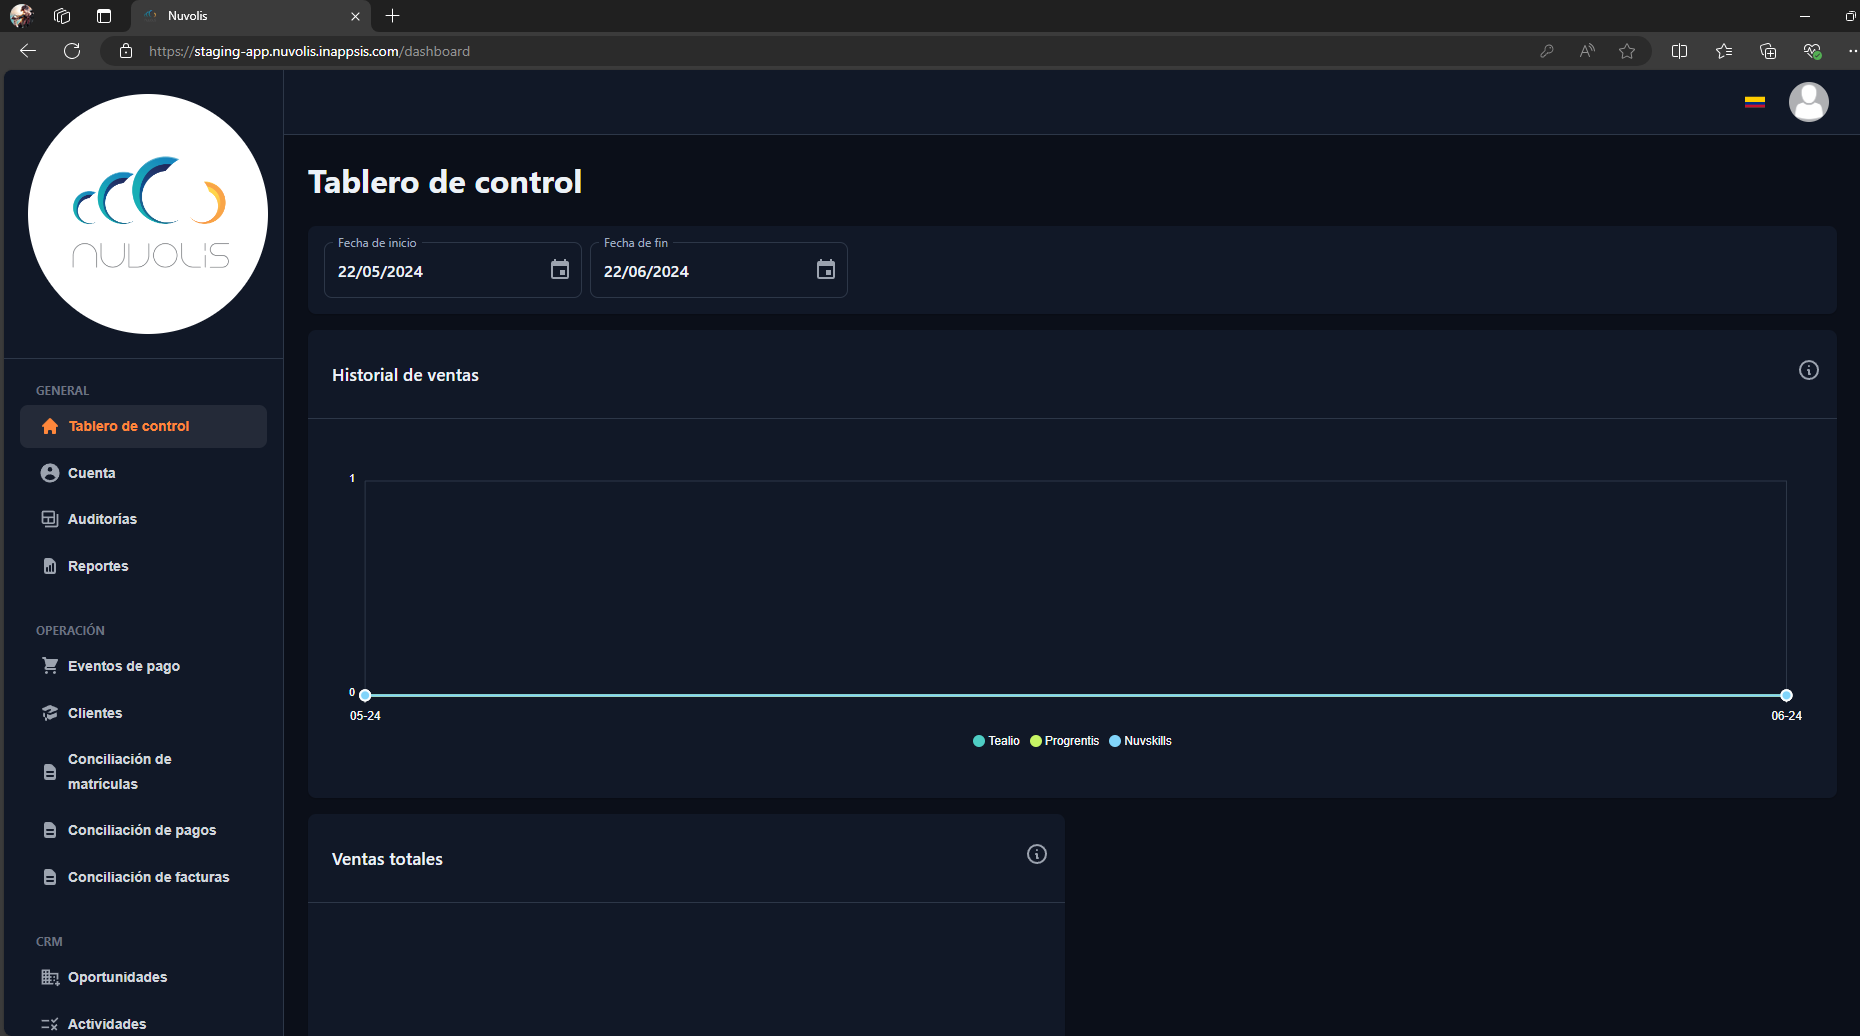 Nuvolis
https://staging-app.nuvolis.inappsis.com/dashboard
NUVOLIS
GENERAL
Tablero de control
Cuenta
Auditorías
Reportes
OPERACIÓN
Eventos de pago
Clientes
Conciliación de
matrículas
Conciliación de pagos
Conciliación de facturas
CRM
Oportunidades
Actividades
Tablero de control
Fecha de inicio
22/05/2024
Fecha de fin
22/06/2024
Historial de ventas
1
0
05-24
06-24
Tealio Progrentis Nuvskills
Ventas totales